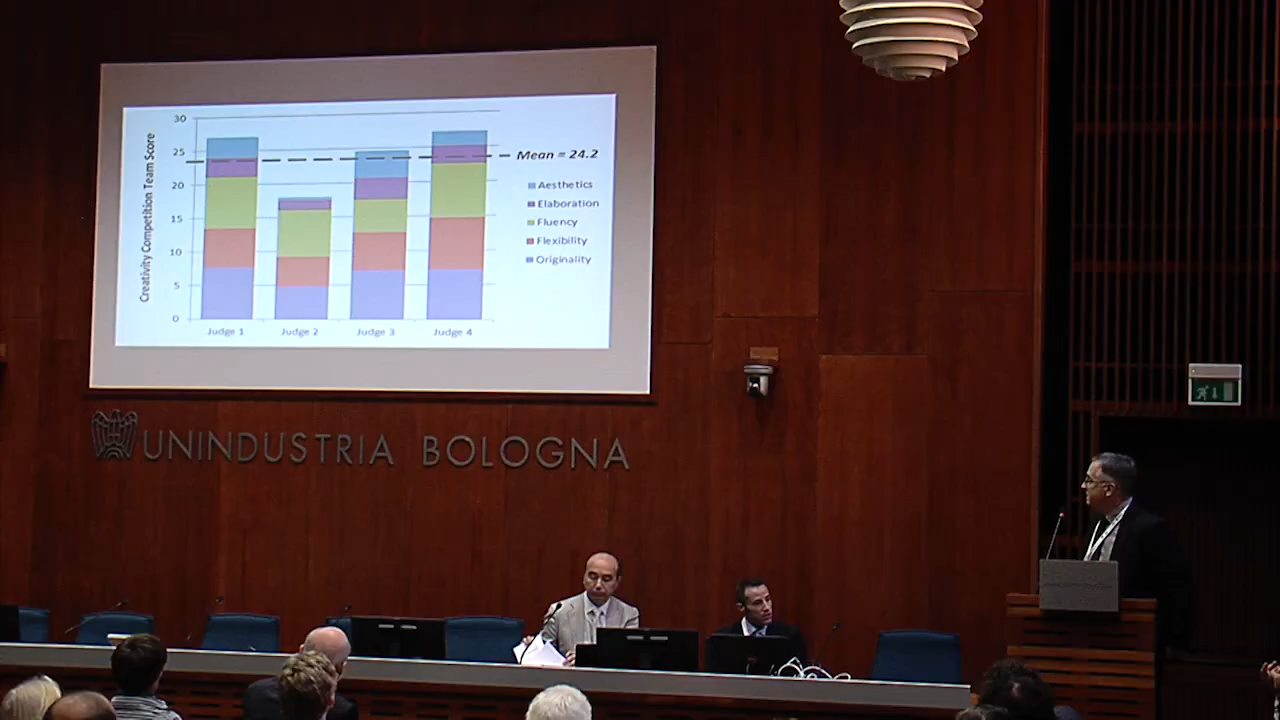 Creativity Competition Team Score
30
25
20
15
10
5
0
Mean = 24.2
Aesthetics
Elaboration
Fluency
Flexibility
Originality
Judge 1
Judge 2
Judge 3
Judge 4
UNINDUSTRIA BOLOGNA